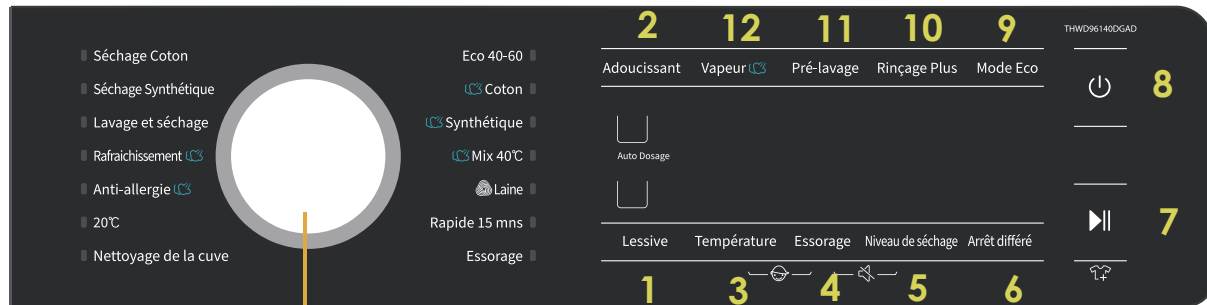 2 12 11 10 9
THWD96140DGAD
Séchage Coton
Séchage Synthétique
Lavage et séchage
Rafraichissement
Anti-allergie
20℃
Nettoyage de la cuve
Eco 40-60
Coton
Synthétique
Mix 40℃
Laine
Rapide 15 mns
Essorage
Adoucissant Vapeur Pré-lavage Rinçage Plus Mode Eco
8
Auto Dosage
Lessive Température Essorage Niveau de séchage Arrêt différé
7
1 3 4 5 6